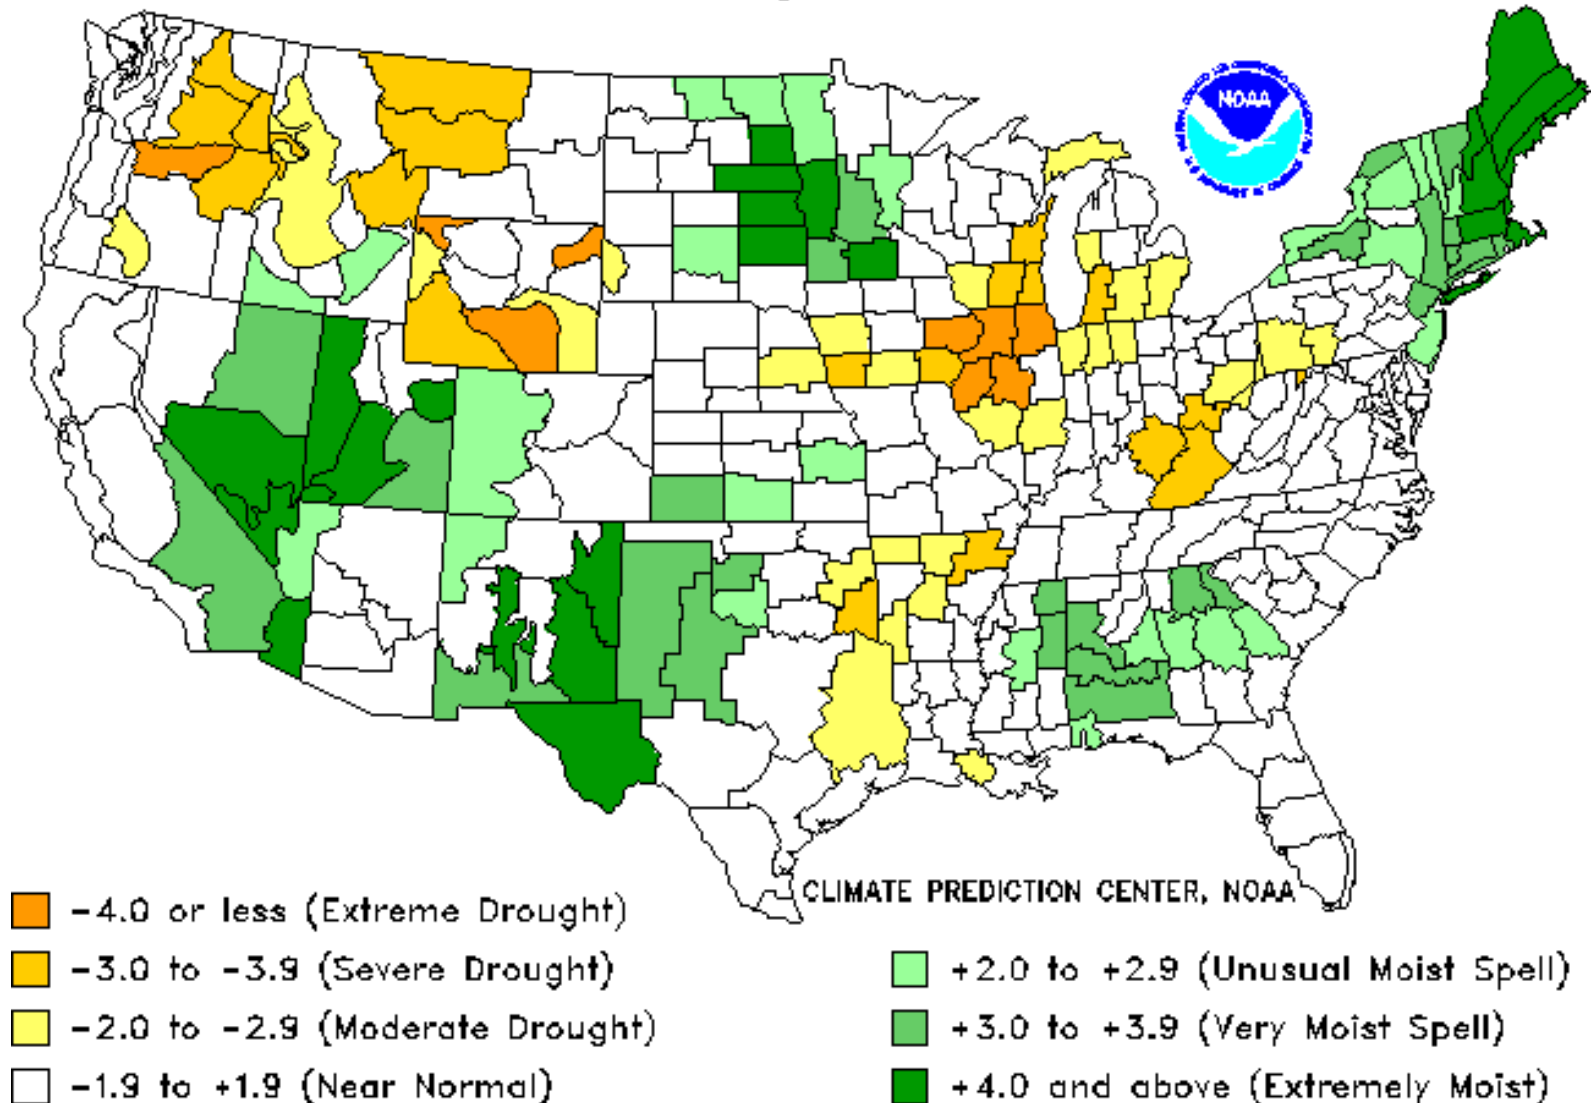 NOAA
CLIMATE PREDICTION CENTER, NOAA
-4.0 or less (Extreme Drought)
-3.0 to -3.9 (Severe Drought)
-2.0 to -2.9 (Moderate Drought)
-1.9 to +1.9 (Near Normal)
+2.0 to +2.9 (Unusual Moist Spell)
+3.0 to +3.9 (Very Moist Spell)
+4.0 and above (Extremely Moist)